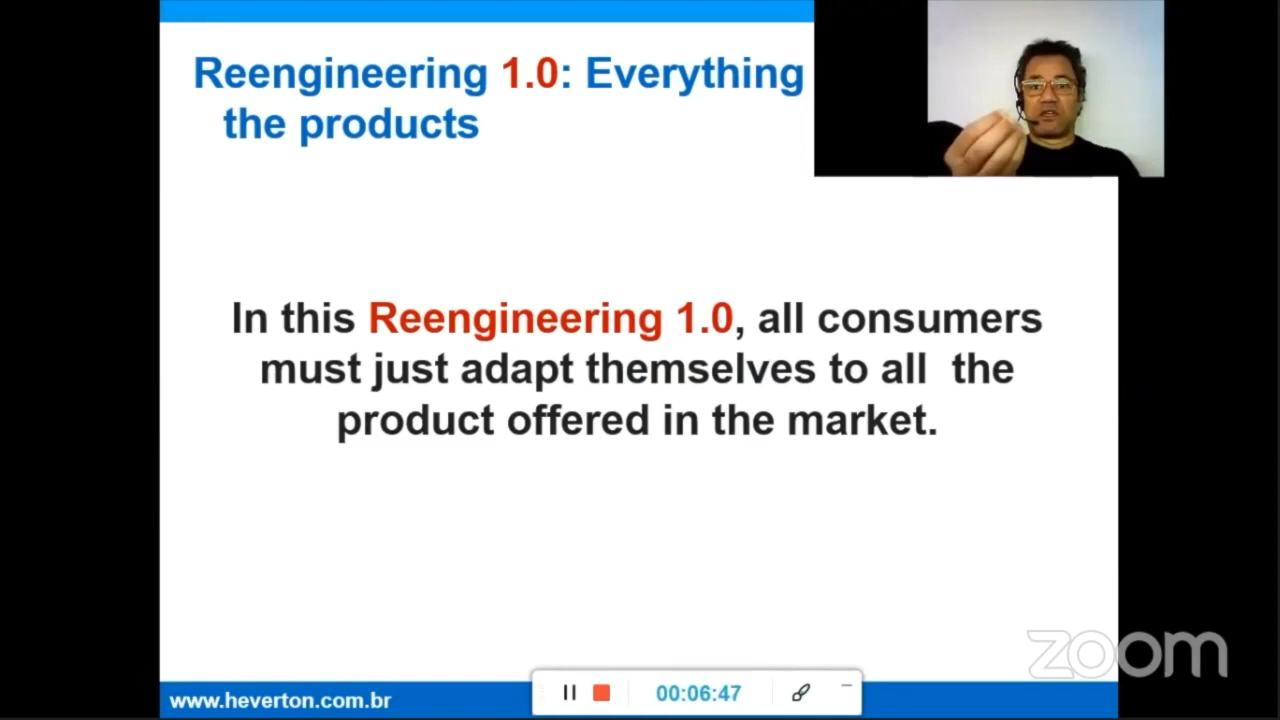 Reengineering 1.0: Everything
the products
In this Reengineering 1.0, all consumers
must just adapt themselves to all the
product offered in the market.
zoom
www.heverton.com.br
00:06:47